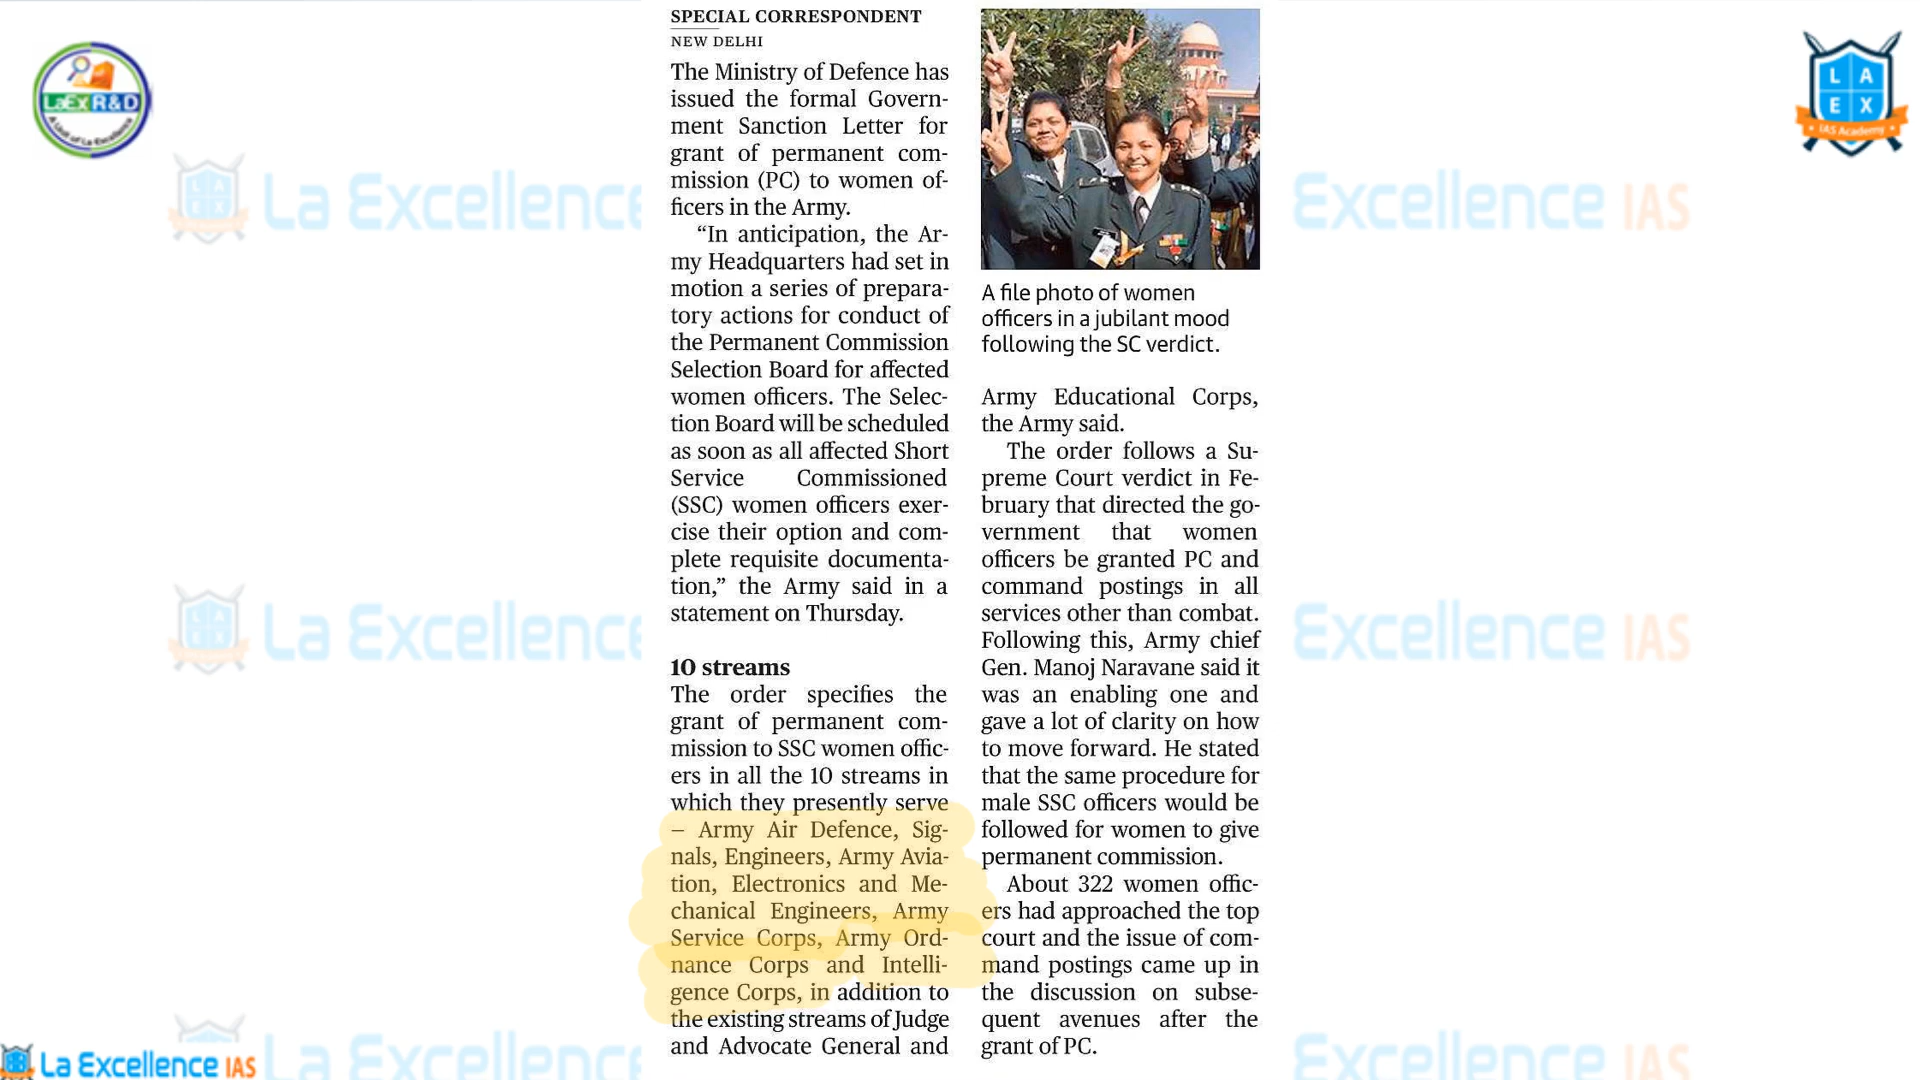 SPECIAL CORRESPONDENT
NEW DELHI
The Ministry of Defence has
issued the formal Govern-
ment Sanction Letter for
grant of permanent com-
mission (PC) to women of-
ficers in the Army.
“In anticipation, the Ar-
my Headquarters had set in
motion a series of prepara-
tory actions for conduct of
the Permanent Commission
Selection Board for affected
women officers. The Selec-
tion Board will be scheduled
as soon as all affected Short
Service Commissioned
(SSC) women officers exer-
cise their option and com-
plete requisite documenta-
tion,” the Army said in a
statement on Thursday.
10 streams
The order specifies the
grant of permanent com-
mission to SSC women offic-
ers in all the 10 streams in
which they presently serve
– Army Air Defence, Sig-
nals, Engineers, Army Avia-
tion, Electronics and Me-
chanical Engineers, Army
Service Corps, Army Ord-
nance Corps and Intelli-
gence Corps, in addition to
the existing streams of Judge
and Advocate General and
A file photo of women
officers in a jubilant mood
following the SC verdict.
Army Educational Corps,
the Army said.
The order follows a Su-
preme Court verdict in Fe-
bruary that directed the go-
vernment that women
officers be granted PC and
command postings in all
services other than combat.
Following this, Army chief
Gen. Manoj Naravane said it
was an enabling one and
gave a lot of clarity on how
to move forward. He stated
that the same procedure for
male SSC officers would be
followed for women to give
permanent commission.
About 322 women offic-
ers had approached the top
court and the issue of com-
mand postings came up in
the discussion on subse-
quent avenues after the
grant of PC.
LaEx R&D
A Unit of La Excellence
L A
E X
IAS Academy
La Excellence
Excellence IAS
La Excellence
Excellence IAS
La Excellence
Excellence IAS
La Excellence IAS